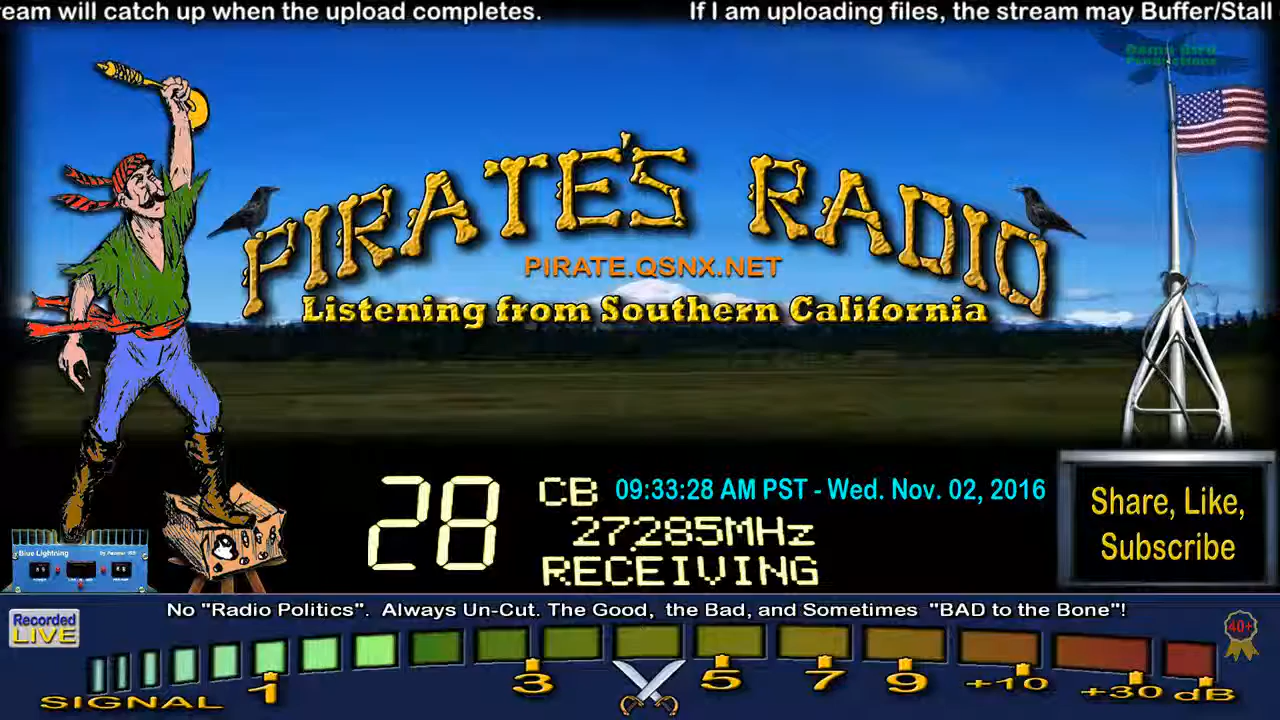 ream will catch up when the upload completes.
If I am uploading files, the stream may Buffer/Stall
PIRATE'S RADIO
PIRATE.QSNX.NET
Listening from Southern California
28
CB
09:33:28 AM PST - Wed. Nov. 02, 2016
27.285MHz
RECEIVING
Share, Like,
Subscribe
Blue Lightning
No "Radio Politics". Always Un-Cut. The Good, the Bad, and Sometimes "BAD to the Bone"!
Recorded
LIVE
40+
SIGNAL 1 3 5 7 9 +10 +30 dB